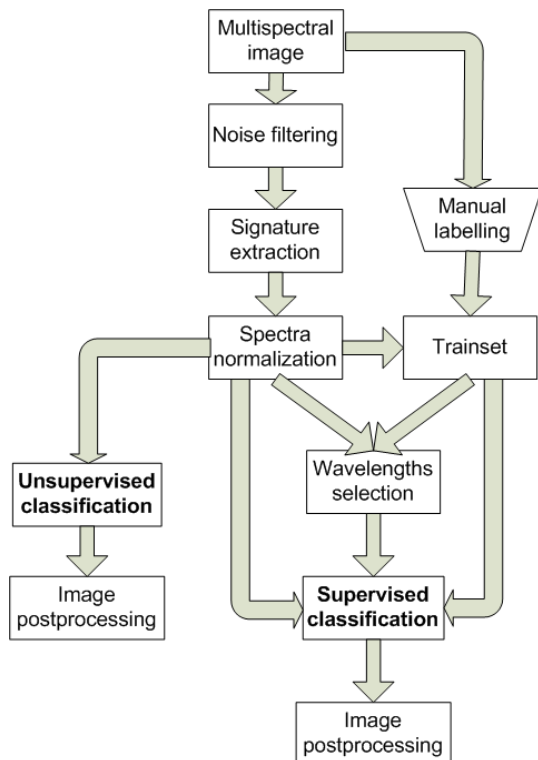 Multispectral
image
Noise filtering
Manual
labelling
Signature
extraction
Spectra
normalization
Trainset
Unsupervised
classification
Wavelengths
selection
Image
postprocessing
Supervised
classification
Image
postprocessing